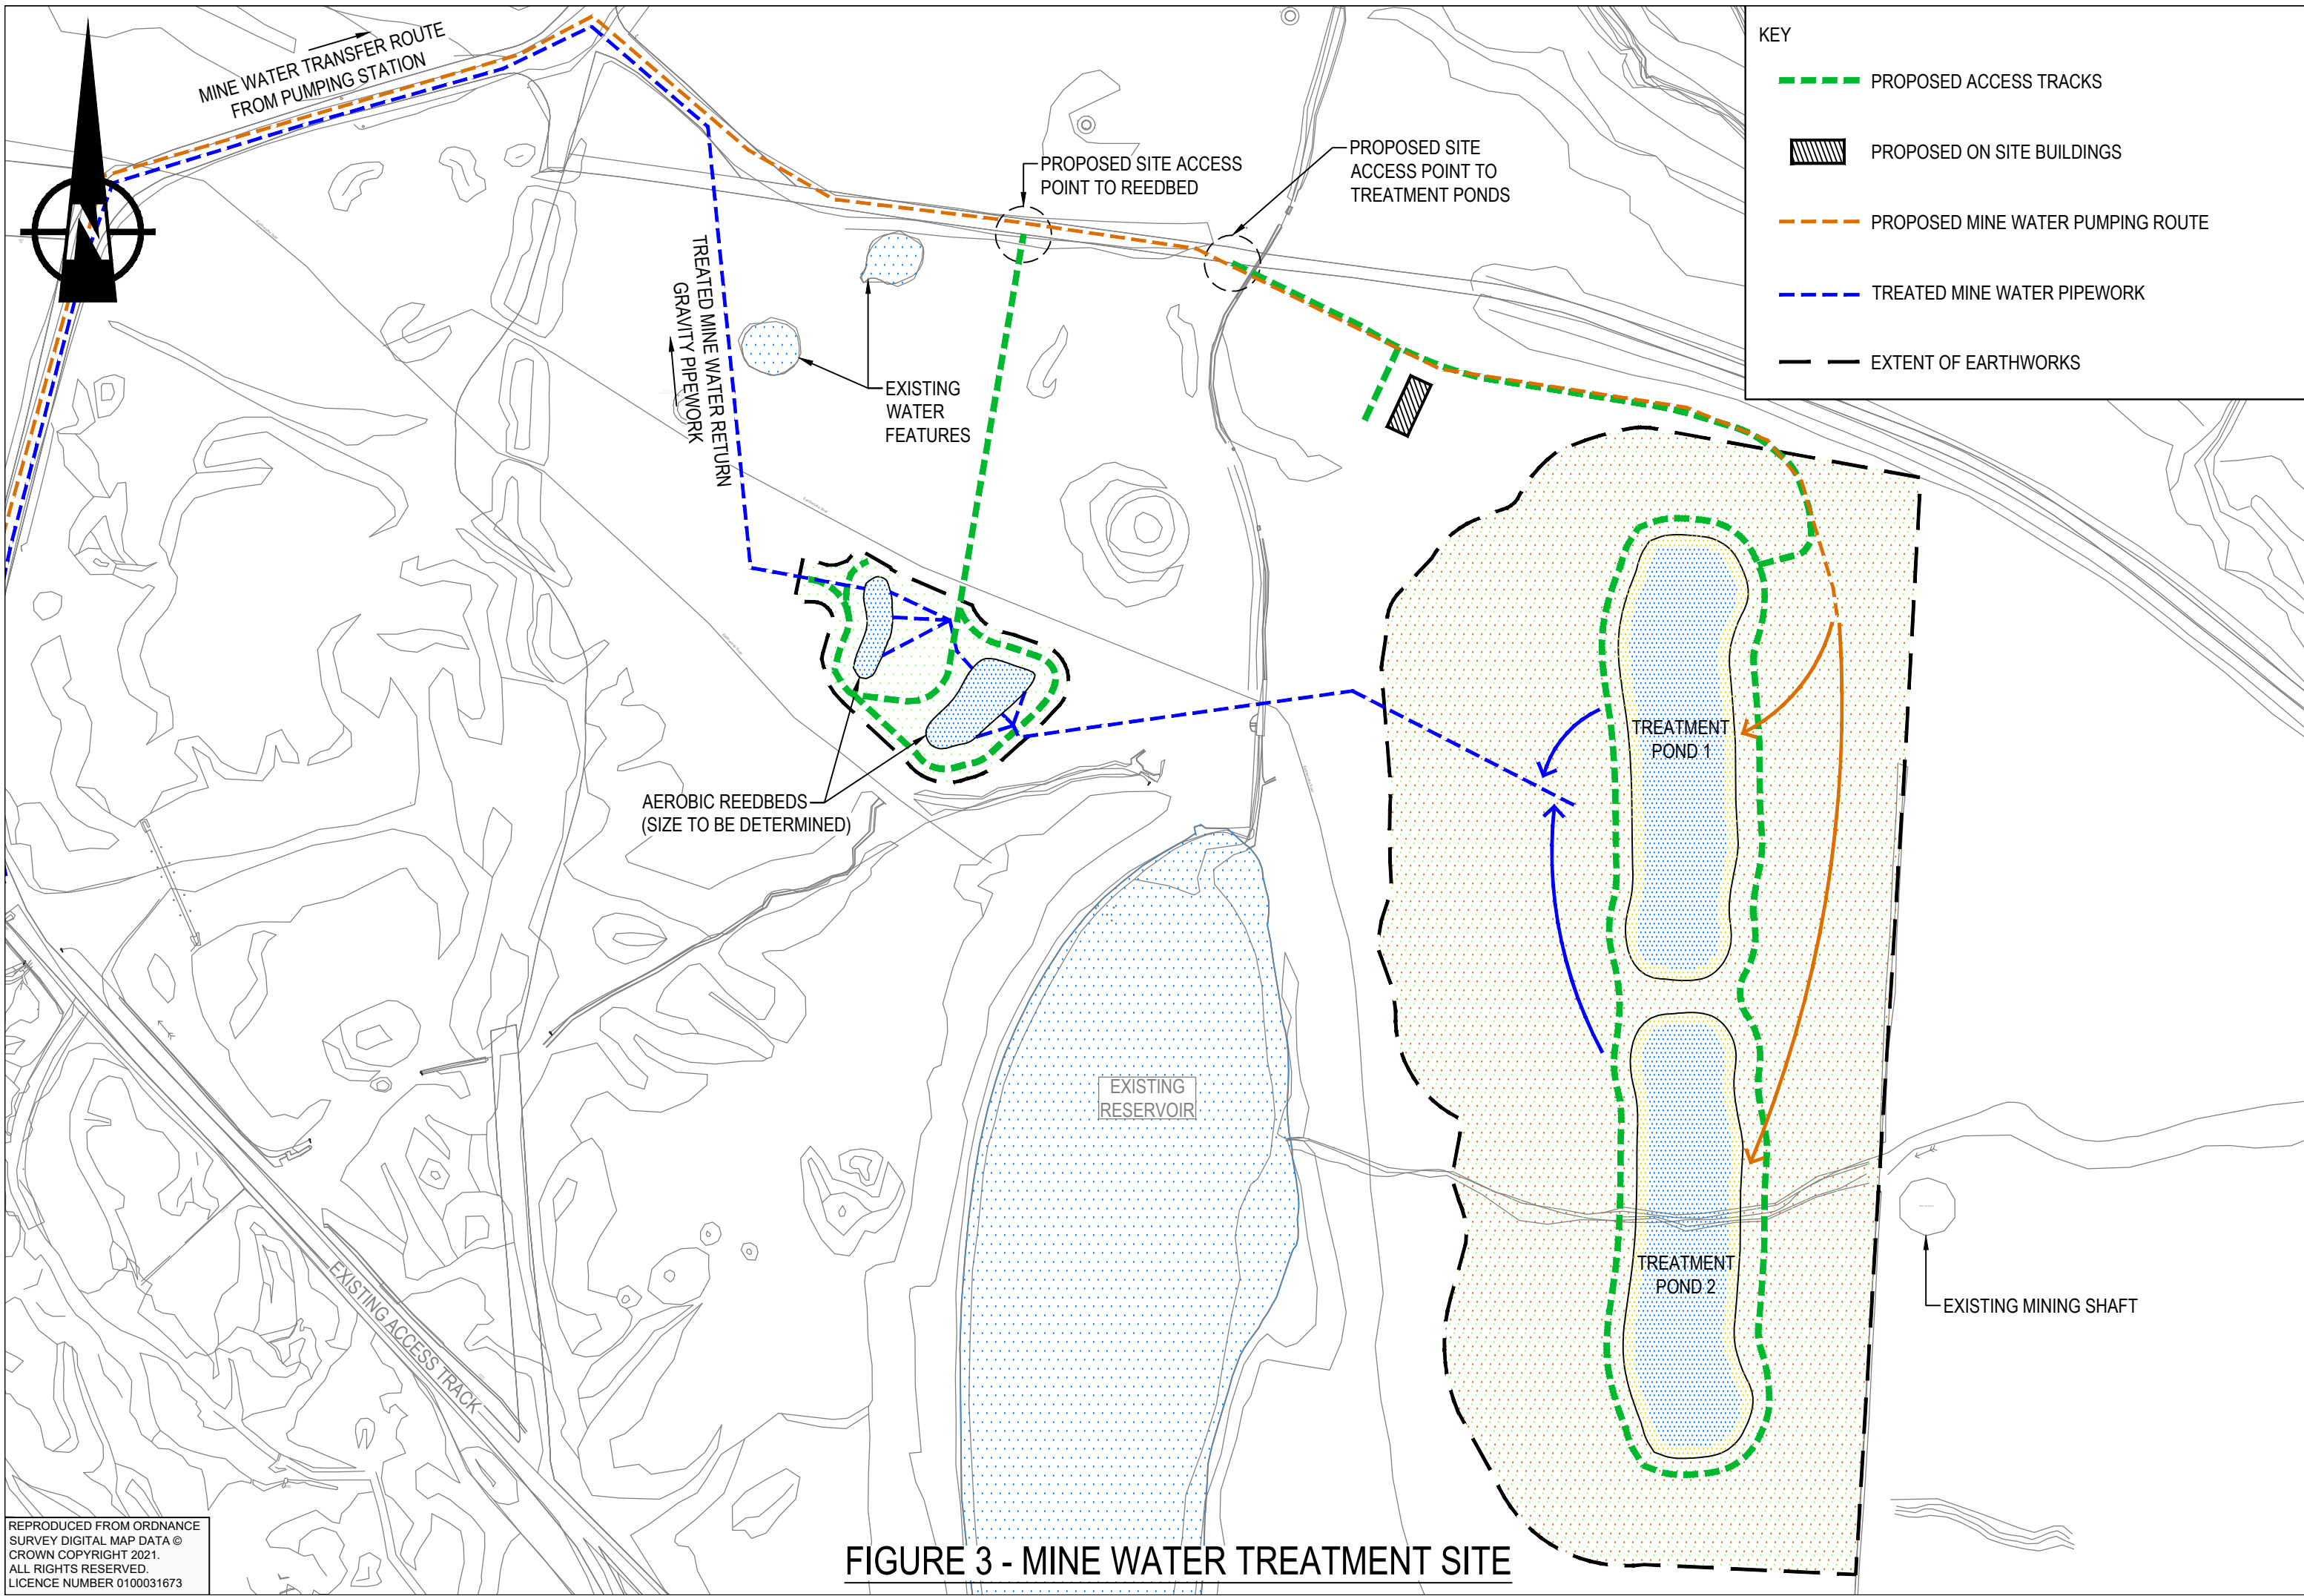 MINE WATER TRANSFER ROUTE
FROM PUMPING STATION
KEY
PROPOSED ACCESS TRACKS
PROPOSED ON SITE BUILDINGS
PROPOSED MINE WATER PUMPING ROUTE
TREATED MINE WATER PIPEWORK
EXTENT OF EARTHWORKS
PROPOSED SITE ACCESS
POINT TO REEDBED
PROPOSED SITE
ACCESS POINT TO
TREATMENT PONDS
TREATED MINE WATER RETURN
GRAVITY PIPEWORK
EXISTING
WATER
FEATURES
AEROBIC REEDBEDS
(SIZE TO BE DETERMINED)
TREATMENT
POND 1
EXISTING
RESERVOIR
TREATMENT
POND 2
EXISTING MINING SHAFT
EXISTING ACCESS TRACK
REPRODUCED FROM ORDNANCE
SURVEY DIGITAL MAP DATA ©
CROWN COPYRIGHT 2021.
ALL RIGHTS RESERVED.
LICENCE NUMBER 0100031673
FIGURE 3 - MINE WATER TREATMENT SITE